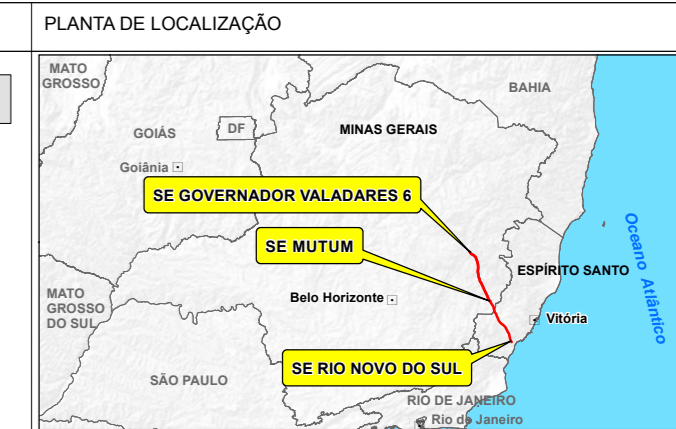 PLANTA DE LOCALIZAÇÃO
MATO
GROSSO
BAHIA
GOIÁS
DF
MINAS GERAIS
Goiânia
SE GOVERNADOR VALADARES 6
SE MUTUM
ESPÍRITO SANTO
Oceano Atlântico
MATO
GROSSO
DO SUL
Belo Horizonte
Vitória
SE RIO NOVO DO SUL
SÃO PAULO
RIO DE JANEIRO
Rio de Janeiro